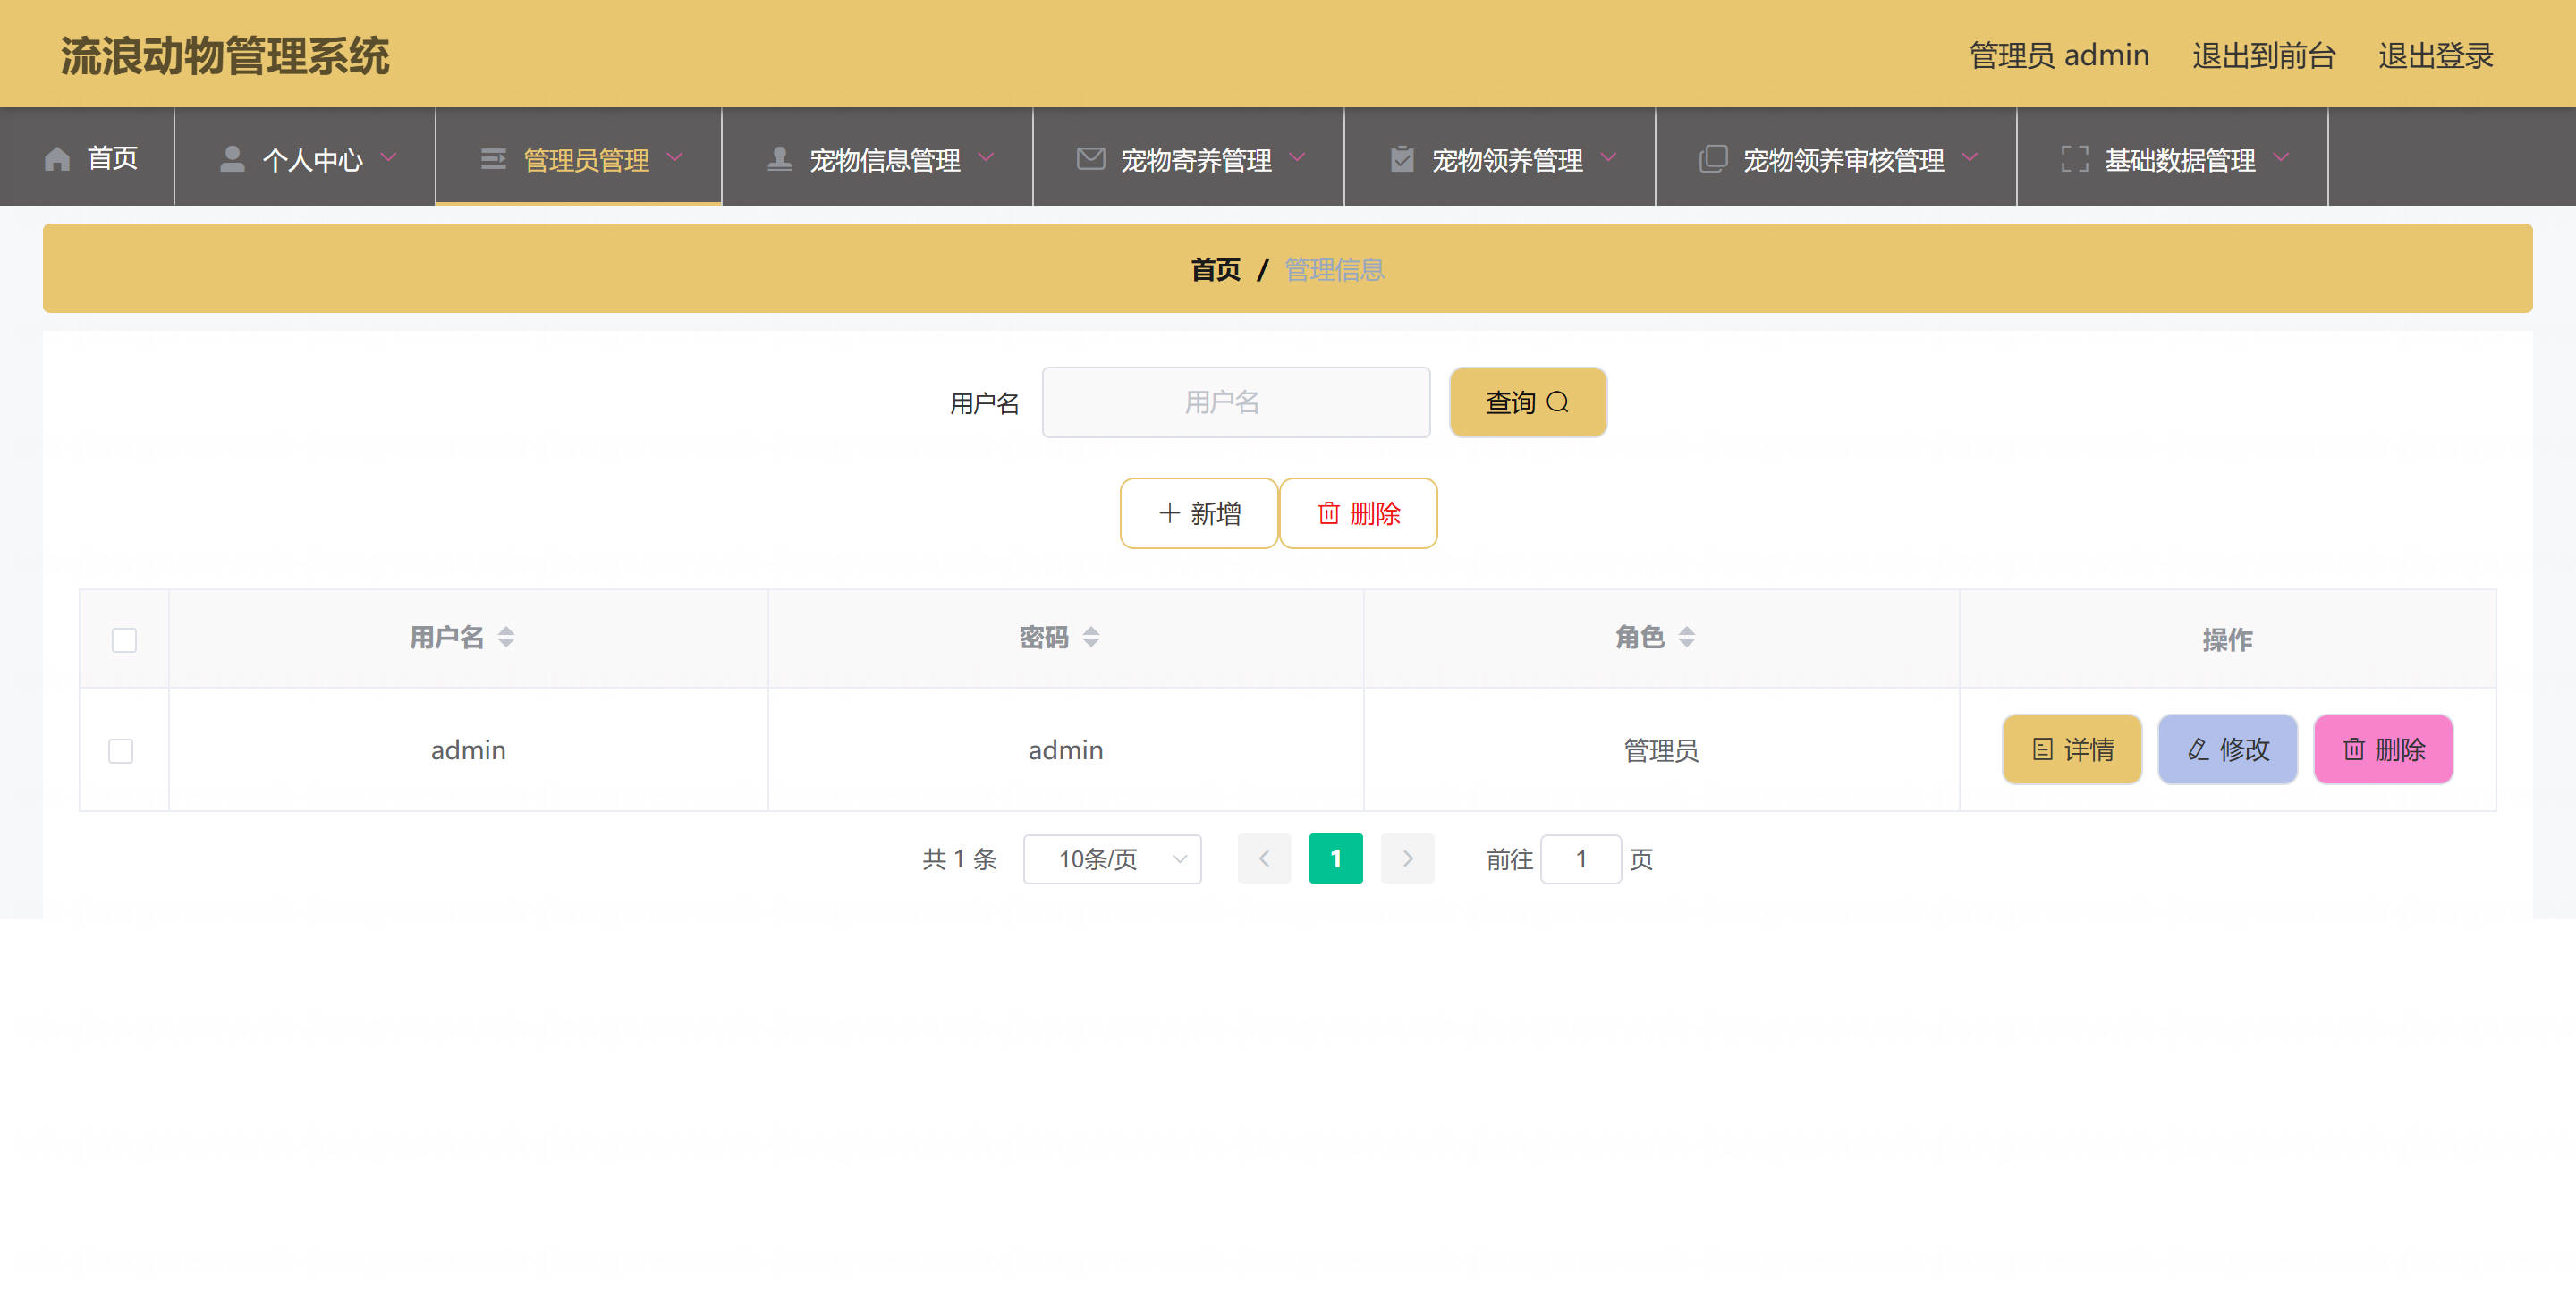 流浪动物管理系统
管理员 admin 退出到前台 退出登录
首页 个人中心 管理员管理 宠物信息管理 宠物寄养管理 宠物领养管理 宠物领养审核管理 基础数据管理
首页 / 管理信息
用户名 用户名 查询
新增 删除
用户名 密码 角色 操作
admin admin 管理员 详情 修改 删除
共 1 条 10条/页 1 前往 1 页